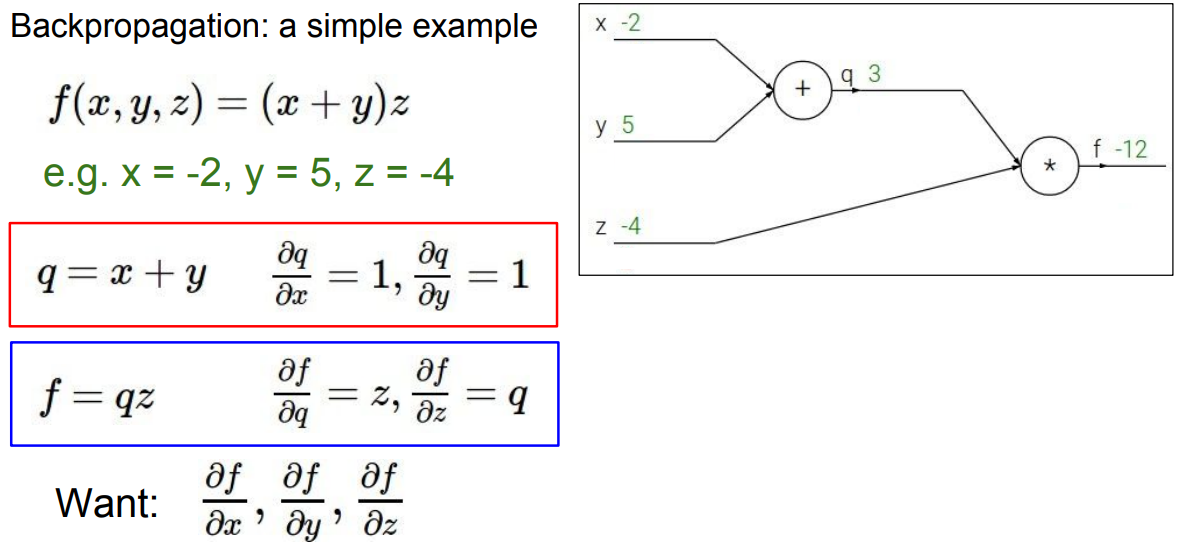 Backpropagation: a simple example
f(x, y, z) = (x + y)z
e.g. x = -2, y = 5, z = -4
q = x + y ∂q/∂x = 1, ∂q/∂y = 1
f = qz ∂f/∂q = z, ∂f/∂z = q
Want: ∂f/∂x, ∂f/∂y, ∂f/∂z
x -2
+
q 3
y 5
*
f -12
z -4